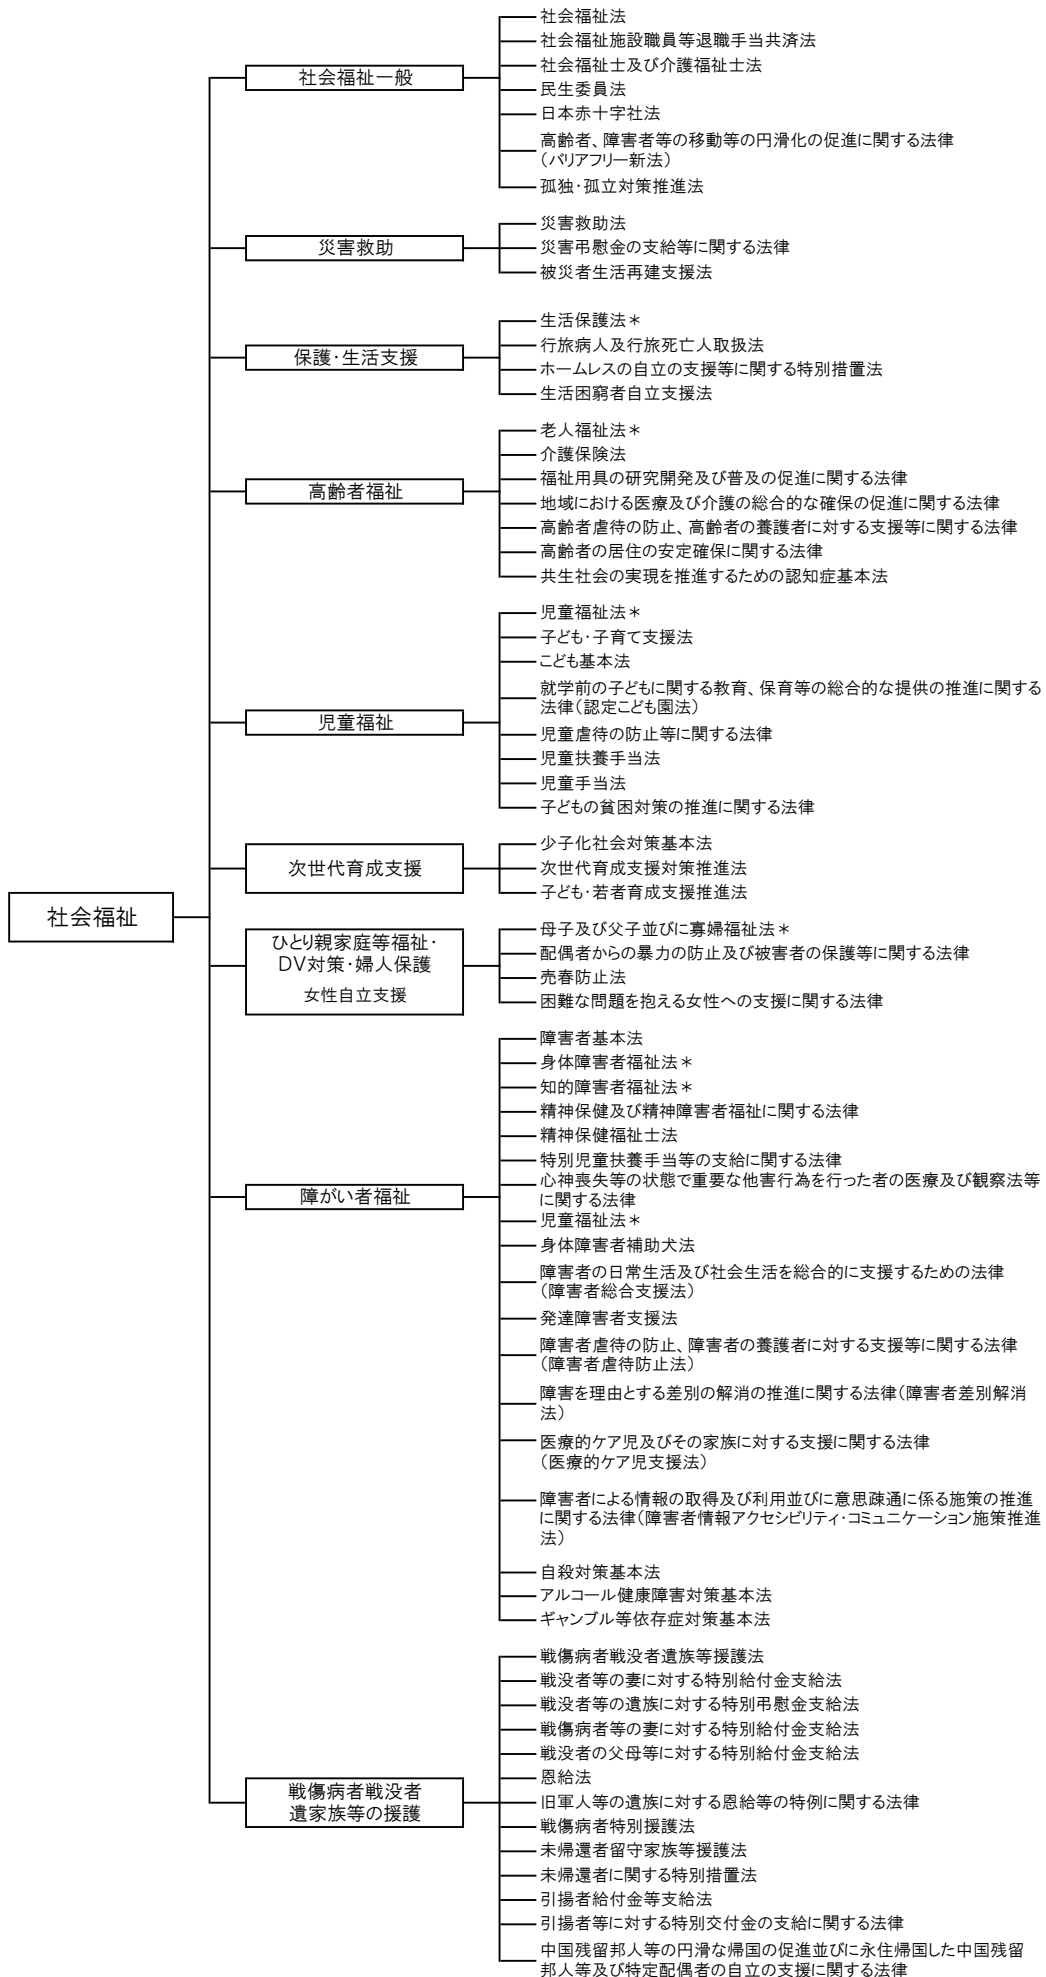 社会福祉
社会福祉一般
社会福祉法
社会福祉施設職員等退職手当共済法
社会福祉士及び介護福祉士法
民生委員法
日本赤十字社法
高齢者、障害者等の移動等の円滑化の促進に関する法律
（バリアフリー新法）
孤独・孤立対策推進法
災害救助
災害救助法
災害弔慰金の支給等に関する法律
被災者生活再建支援法
保護・生活支援
生活保護法＊
行旅病人及行旅死亡人取扱法
ホームレスの自立の支援等に関する特別措置法
生活困窮者自立支援法
高齢者福祉
老人福祉法＊
介護保険法
福祉用具の研究開発及び普及の促進に関する法律
地域における医療及び介護の総合的な確保の促進に関する法律
高齢者虐待の防止、高齢者の養護者に対する支援等に関する法律
高齢者の居住の安定確保に関する法律
共生社会の実現を推進するための認知症基本法
児童福祉
児童福祉法＊
子ども・子育て支援法
こども基本法
就学前の子どもに関する教育、保育等の総合的な提供の推進に関する
法律（認定こども園法）
児童虐待の防止等に関する法律
児童扶養手当法
児童手当法
子どもの貧困対策の推進に関する法律
次世代育成支援
少子化社会対策基本法
次世代育成支援対策推進法
子ども・若者育成支援推進法
ひとり親家庭等福祉・
DV対策・婦人保護
女性自立支援
母子及び父子並びに寡婦福祉法＊
配偶者からの暴力の防止及び被害者の保護等に関する法律
売春防止法
困難な問題を抱える女性への支援に関する法律
障がい者福祉
障害者基本法
身体障害者福祉法＊
知的障害者福祉法＊
精神保健及び精神障害者福祉に関する法律
精神保健福祉士法
特別児童扶養手当等の支給に関する法律
心神喪失等の状態で重要な他害行為を行った者の医療及び観察法等
に関する法律
児童福祉法＊
身体障害者補助犬法
障害者の日常生活及び社会生活を総合的に支援するための法律
（障害者総合支援法）
発達障害者支援法
障害者虐待の防止、障害者の養護者に対する支援等に関する法律
（障害者虐待防止法）
障害を理由とする差別の解消の推進に関する法律（障害者差別解消
法）
医療的ケア児及びその家族に対する支援に関する法律
（医療的ケア児支援法）
障害者による情報の取得及び利用並びに意思疎通に係る施策の推進
に関する法律（障害者情報アクセシビリティ・コミュニケーション施策推進
法）
自殺対策基本法
アルコール健康障害対策基本法
ギャンブル等依存症対策基本法
戦傷病者戦没者
遺家族等の援護
戦傷病者戦没者遺族等援護法
戦没者等の妻に対する特別給付金支給法
戦没者等の遺族に対する特別弔慰金支給法
戦傷病者等の妻に対する特別給付金支給法
戦没者の父母等に対する特別給付金支給法
恩給法
旧軍人等の遺族に対する恩給等の特例に関する法律
戦傷病者特別援護法
未帰還者留守家族等援護法
未帰還者に関する特別措置法
引揚者給付金等支給法
引揚者等に対する特別交付金の支給に関する法律
中国残留邦人等の円滑な帰国の促進並びに永住帰国した中国残留
邦人等及び特定配偶者の自立の支援に関する法律